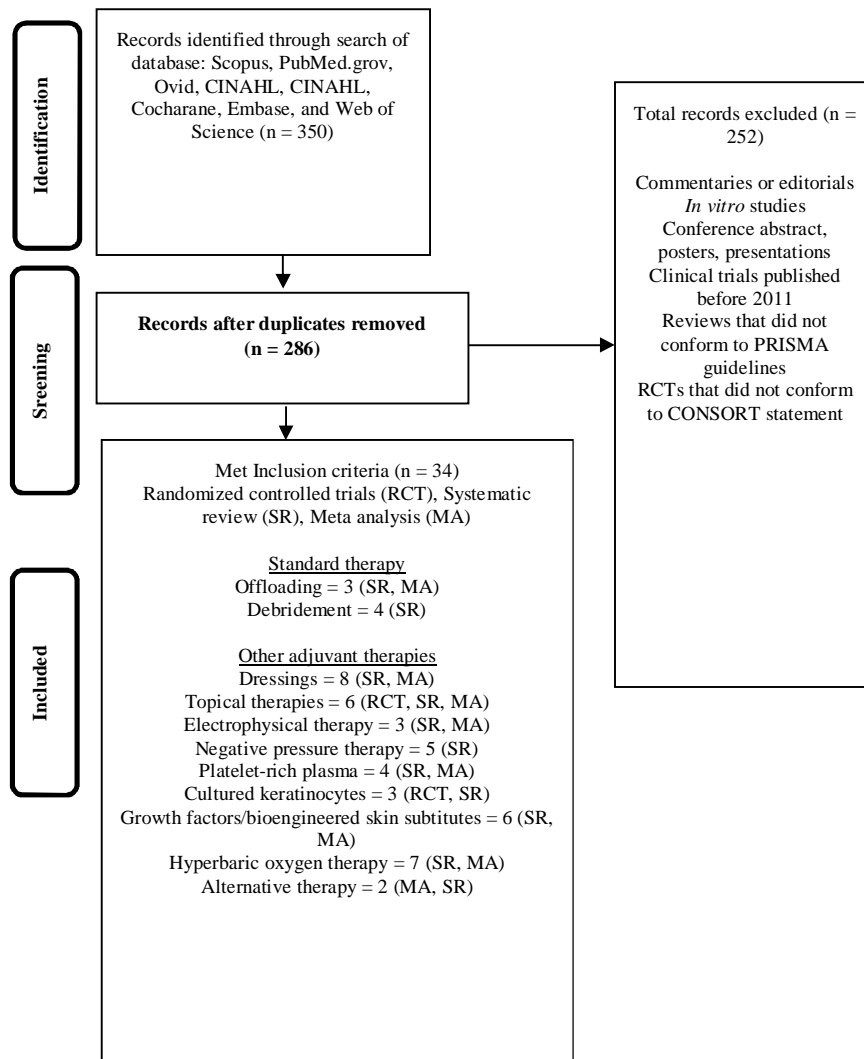 Identification
Records identified through search of
database: Scopus, PubMed.grov,
Ovid, CINAHL, CINAHL,
Cocharane, Embase, and Web of
Science (n = 350)
Total records excluded (n =
252)
Commentaries or editorials
In vitro studies
Conference abstract,
posters, presentations
Clinical trials published
before 2011
Reviews that did not
conform to PRISMA
guidelines
RCTs that did not conform
to CONSORT statement
Sreening
Records after duplicates removed
(n = 286)
Included
Met Inclusion criteria (n = 34)
Randomized controlled trials (RCT), Systematic
review (SR), Meta analysis (MA)
Standard therapy
Offloading = 3 (SR, MA)
Debridement = 4 (SR)
Other adjuvant therapies
Dressings = 8 (SR, MA)
Topical therapies = 6 (RCT, SR, MA)
Electrophysical therapy = 3 (SR, MA)
Negative pressure therapy = 5 (SR)
Platelet-rich plasma = 4 (SR, MA)
Cultured keratinocytes = 3 (RCT, SR)
Growth factors/bioengineered skin subtitutes = 6 (SR,
MA)
Hyperbaric oxygen therapy = 7 (SR, MA)
Alternative therapy = 2 (MA, SR)